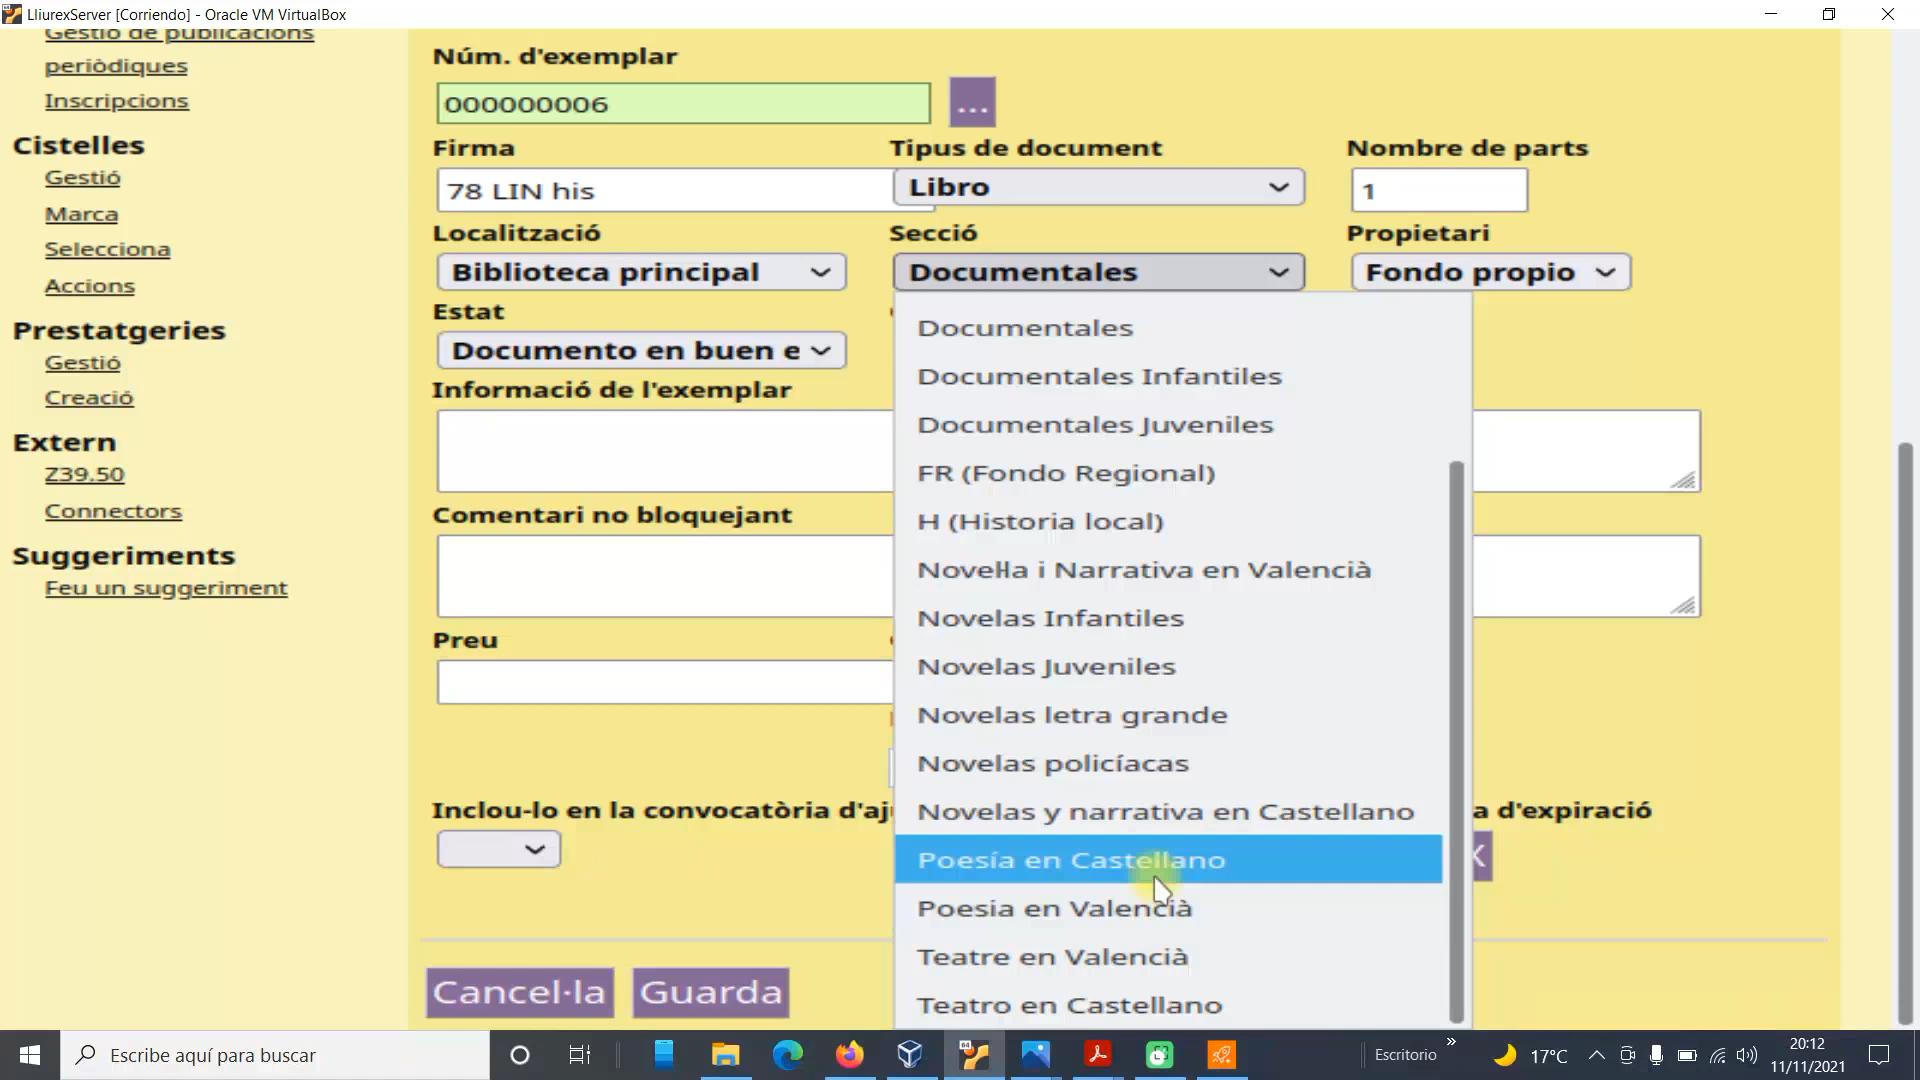 LliurexServer [Corriendo] - Oracle VM VirtualBox
Gestió de publicacions
periòdiques
Inscripcions
Cistelles
Gestió
Marca
Selecciona
Accions
Prestatgeries
Gestió
Creació
Extern
Z39.50
Connectors
Suggeriments
Feu un suggeriment
Núm. d'exemplar
000000006
...
Firma
Tipus de document
Nombre de parts
78 LIN his
Libro
1
Localització
Secció
Propietari
Biblioteca principal
Documentales
Fondo propio
Estat
Documento en buen e
Informació de l'exemplar
Comentari no bloquejant
Preu
Inclou-lo en la convocatòria d'aj
a d'expiració
X
Documentales
Documentales Infantiles
Documentales Juveniles
FR (Fondo Regional)
H (Historia local)
Novel·la i Narrativa en Valencià
Novelas Infantiles
Novelas Juveniles
Novelas letra grande
Novelas policíacas
Novelas y narrativa en Castellano
Poesía en Castellano
Poesia en Valencià
Teatre en Valencià
Teatro en Castellano
Cancel·la
Guarda
Escribe aquí para buscar
Escritorio
»
17°C
20:12
11/11/2021